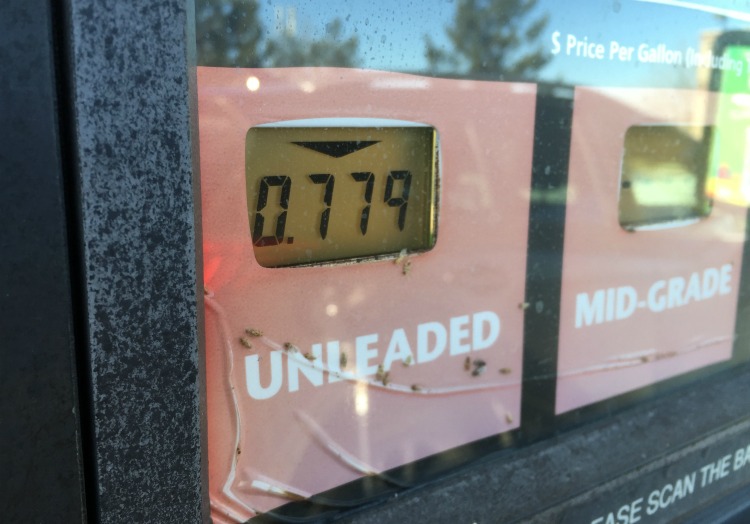 $ Price Per Gallon (Including
0.779
UNLEADED
MID-GRADE
EASE SCAN THE BA